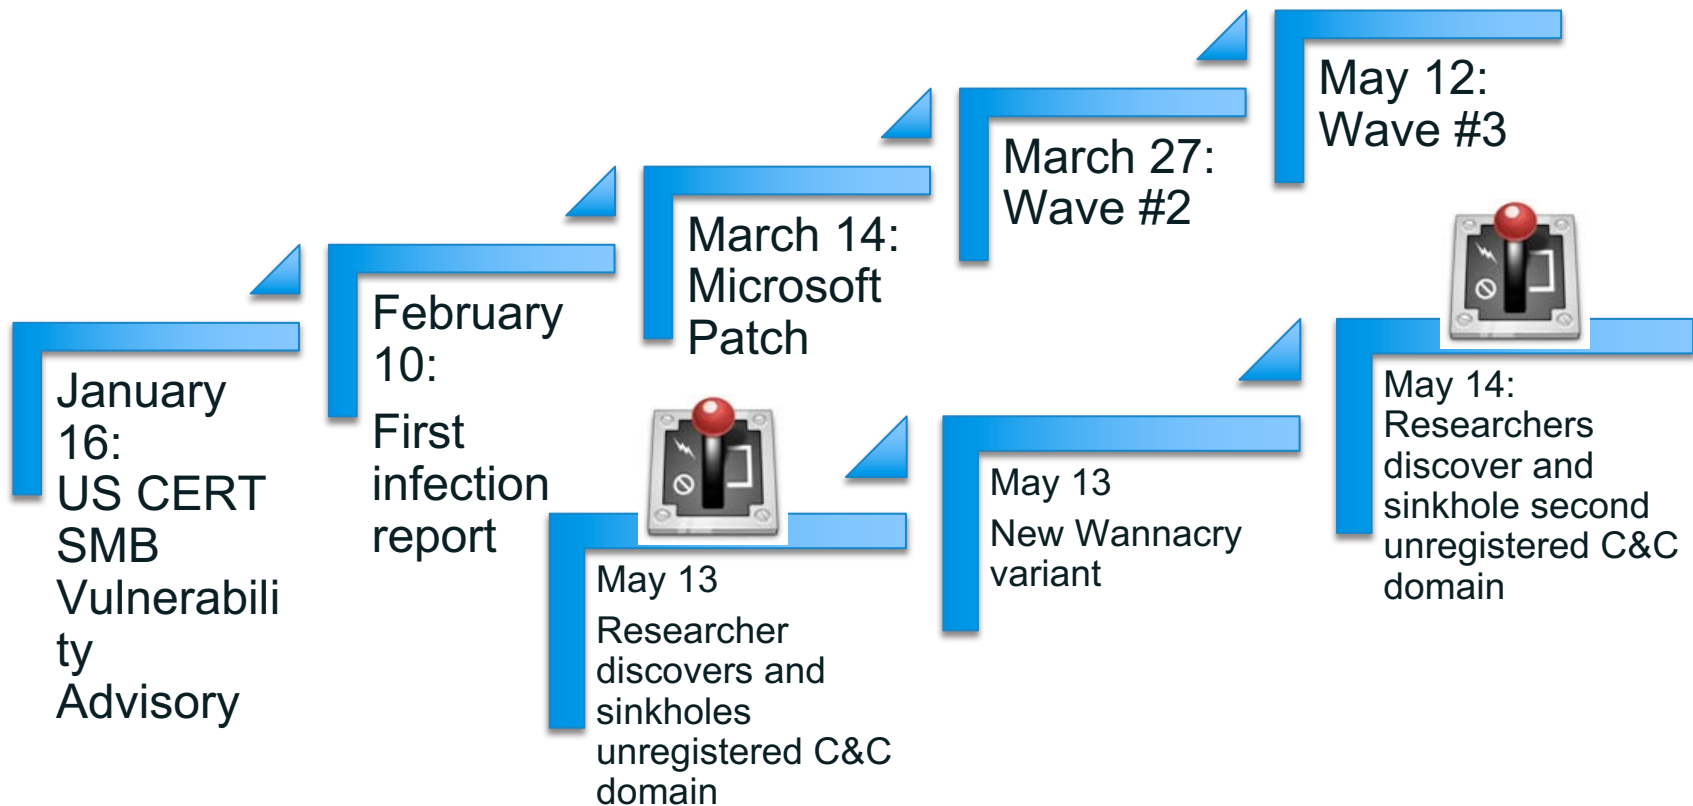 January
16:
US CERT
SMB
Vulnerabili
ty
Advisory
February
10:
First
infection
report
March 14:
Microsoft
Patch
March 27:
Wave #2
May 12:
Wave #3
May 13
Researcher
discovers and
sinkholes
unregistered C&C
domain
May 13
New Wannacry
variant
May 14:
Researchers
discover and
sinkhole second
unregistered C&C
domain